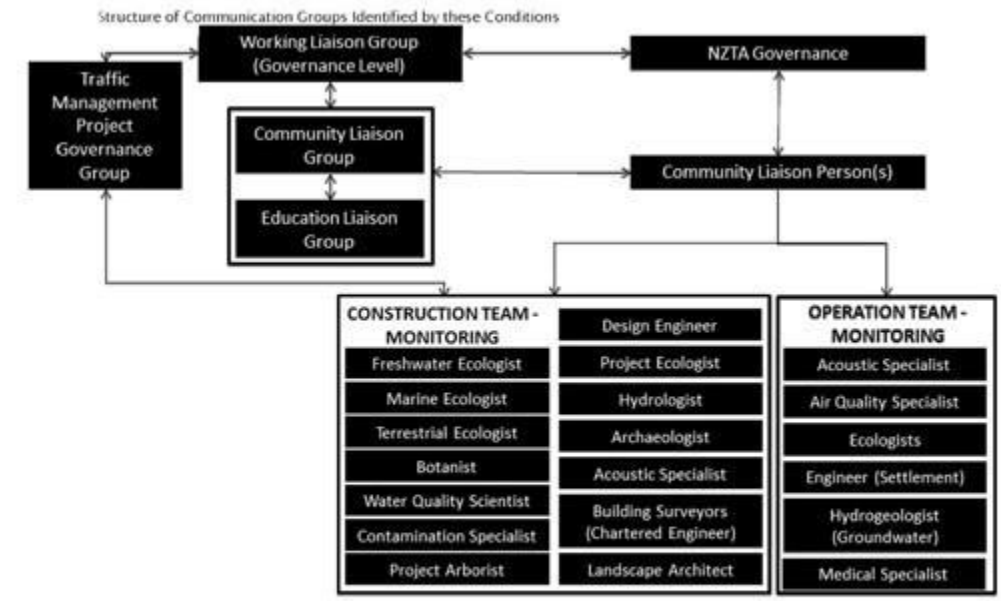 Structure of Communication Groups Identified by these Conditions
Working Liaison Group
(Governance Level)
NZTA Governance
Traffic
Management
Project
Governance
Group
Community Liaison
Group
Community Liaison Person(s)
Education Liaison
Group
CONSTRUCTION TEAM -
MONITORING
Freshwater Ecologist
Marine Ecologist
Terrestrial Ecologist
Botanist
Water Quality Scientist
Contamination Specialist
Project Arborist
Design Engineer
Project Ecologist
Hydrologist
Archaeologist
Acoustic Specialist
Building Surveyors
(Chartered Engineer)
Landscape Architect
OPERATION TEAM -
MONITORING
Acoustic Specialist
Air Quality Specialist
Ecologists
Engineer (Settlement)
Hydrogeologist
(Groundwater)
Medical Specialist